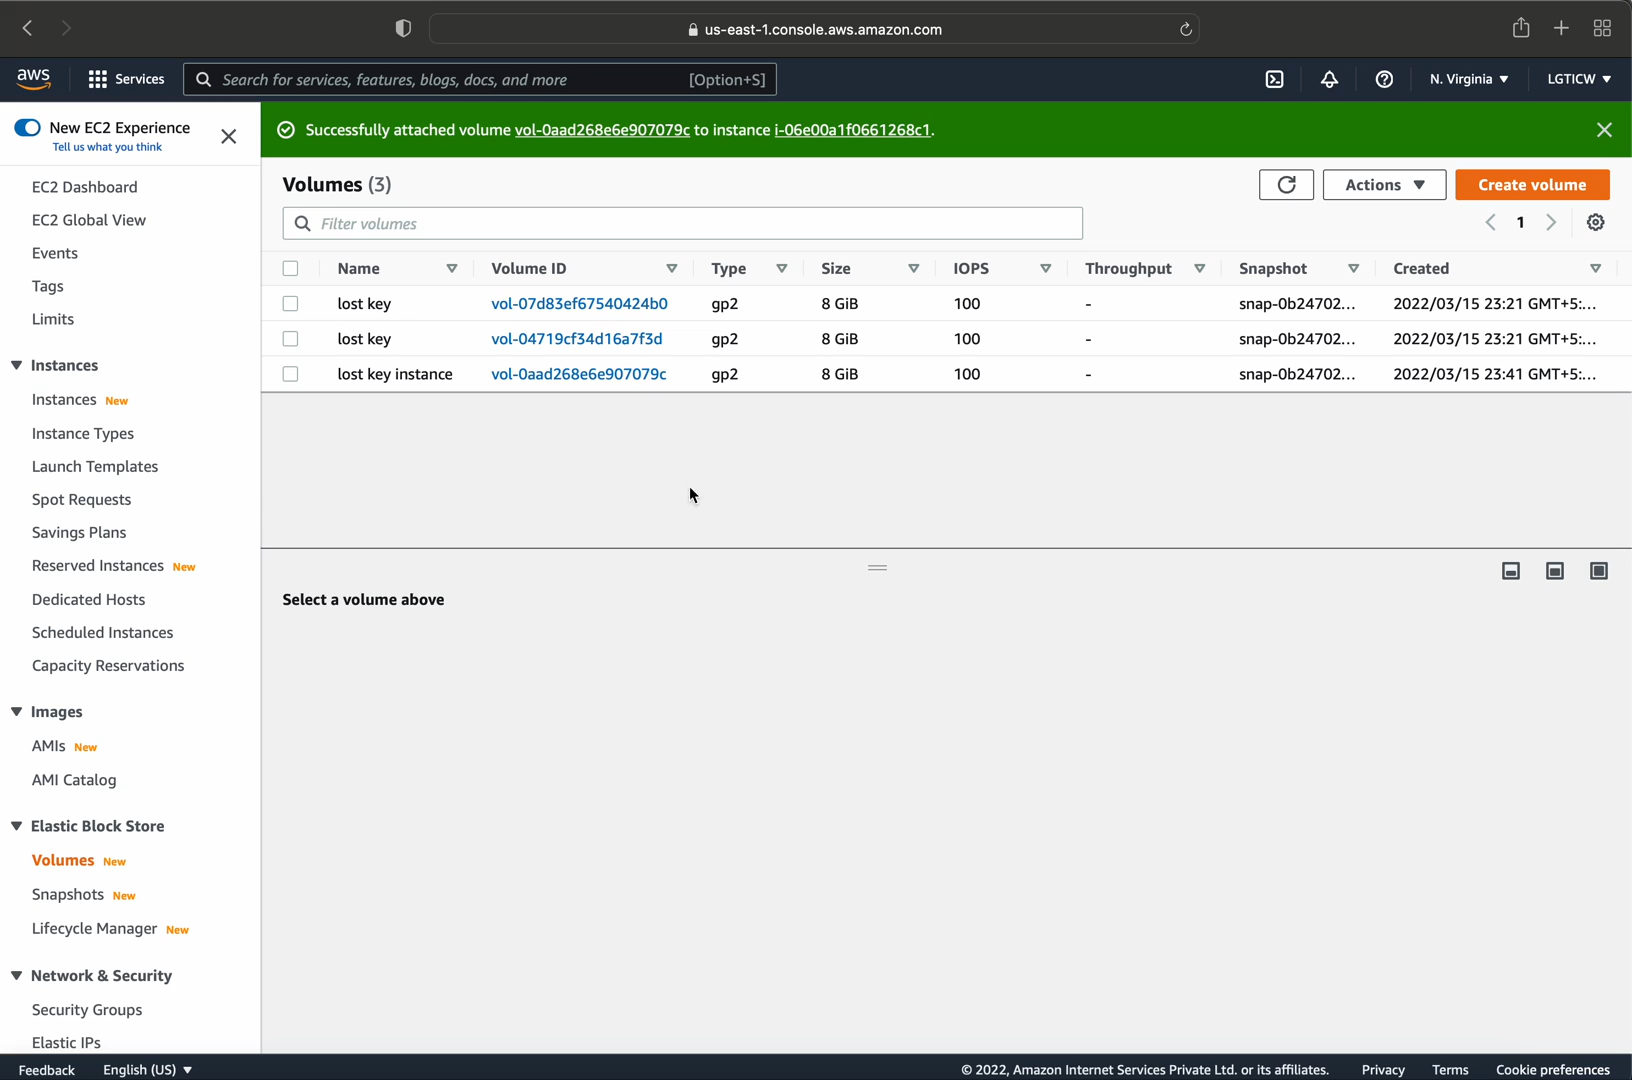 us-east-1.console.aws.amazon.com
aws
Services
Search for services, features, blogs, docs, and more [Option+S]
N. Virginia
LGTICW
New EC2 Experience
Tell us what you think
EC2 Dashboard
EC2 Global View
Events
Tags
Limits
Instances
Instances New
Instance Types
Launch Templates
Spot Requests
Savings Plans
Reserved Instances New
Dedicated Hosts
Scheduled Instances
Capacity Reservations
Images
AMIs New
AMI Catalog
Elastic Block Store
Volumes New
Snapshots New
Lifecycle Manager New
Network & Security
Security Groups
Elastic IPs
Successfully attached volume vol-0aad268e6e907079c to instance i-06e00a1f0661268c1.
Volumes (3)
Actions
Create volume
Filter volumes
1
Name Volume ID Type Size IOPS Throughput Snapshot Created
lost key vol-07d83ef67540424b0 gp2 8 GiB 100 - snap-0b24702... 2022/03/15 23:21 GMT+5:...
lost key vol-04719cf34d16a7f3d gp2 8 GiB 100 - snap-0b24702... 2022/03/15 23:21 GMT+5:...
lost key instance vol-0aad268e6e907079c gp2 8 GiB 100 - snap-0b24702... 2022/03/15 23:41 GMT+5:...
Select a volume above
Feedback English (US) © 2022, Amazon Internet Services Private Ltd. or its affiliates. Privacy Terms Cookie preferences